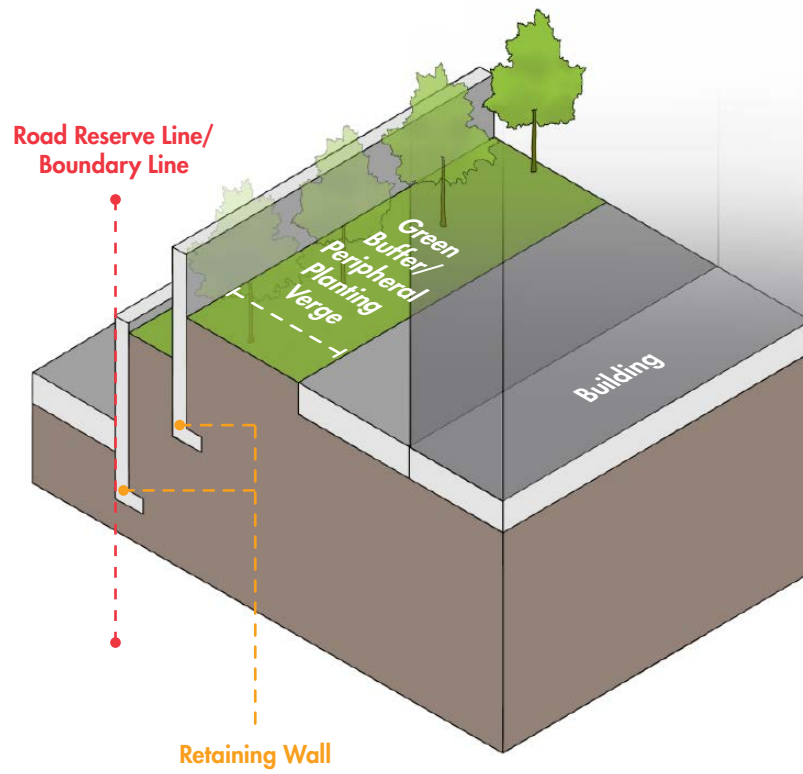 Road Reserve Line/
Boundary Line
Green
Buffer/
Peripheral
Planting
Verge
Building
Retaining Wall